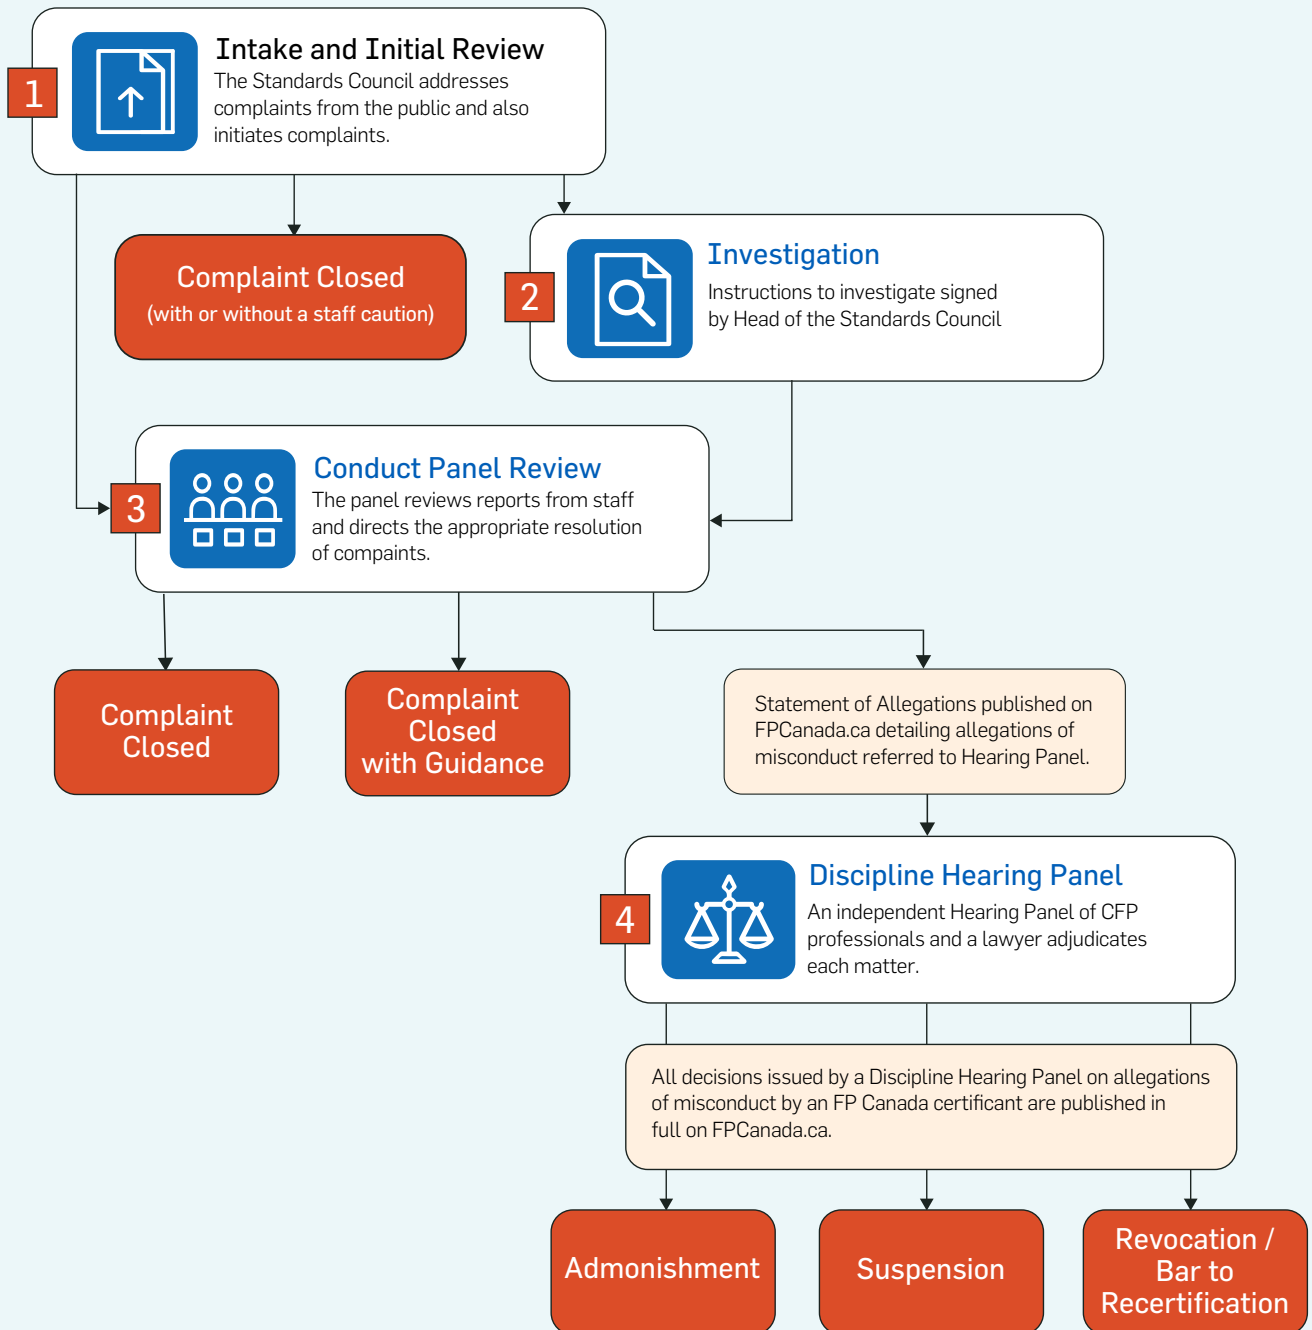 1
Intake and Initial Review
The Standards Council addresses
complaints from the public and also
initiates complaints.
Complaint Closed
(with or without a staff caution)
2
Investigation
Instructions to investigate signed
by Head of the Standards Council
3
Conduct Panel Review
The panel reviews reports from staff
and directs the appropriate resolution
of compaints.
Complaint
Closed
Complaint
Closed
with Guidance
Statement of Allegations published on
FPCanada.ca detailing allegations of
misconduct referred to Hearing Panel.
4
Discipline Hearing Panel
An independent Hearing Panel of CFP
professionals and a lawyer adjudicates
each matter.
All decisions issued by a Discipline Hearing Panel on allegations
of misconduct by an FP Canada certificant are published in
full on FPCanada.ca.
Admonishment
Suspension
Revocation /
Bar to
Recertification